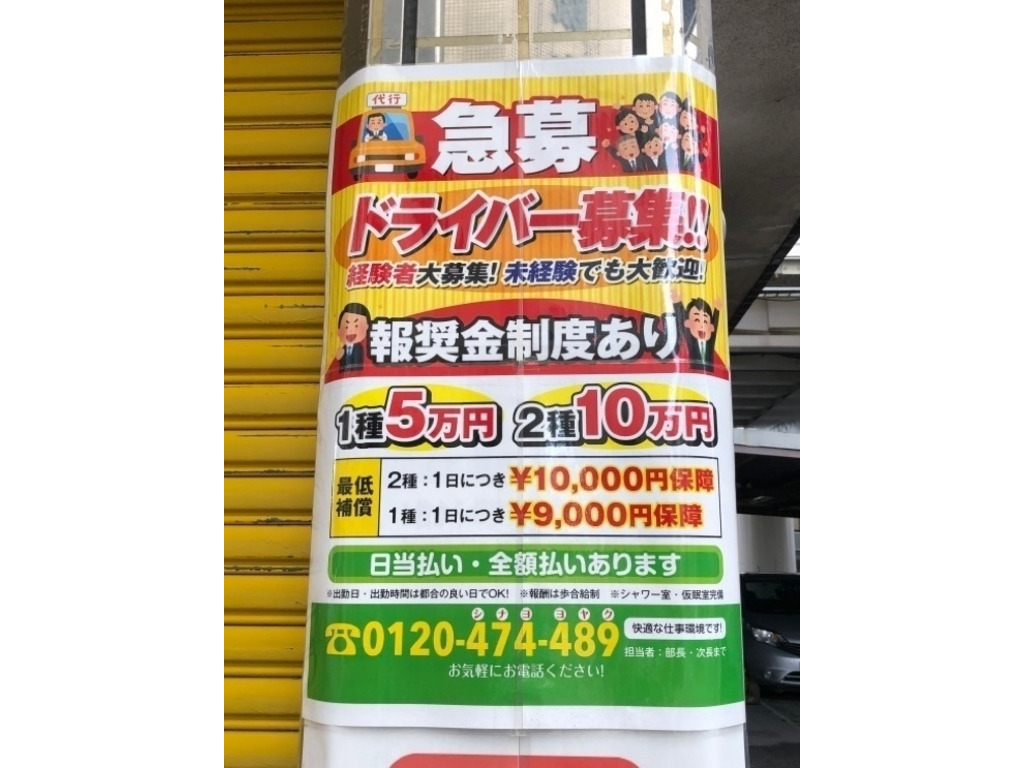 代行
急募
ドライバー募集!!
経験者大募集! 未経験でも大歓迎!
報奨金制度あり
1種5万円 2種10万円
最低補償
2種：1日につき¥10,000円保障
1種：1日につき¥9,000円保障
日当払い・全額払いあります
※出勤日・出勤時間は都合の良い日でOK! ※報酬は歩合給制 ※シャワー室・仮眠室完備
シナヨ ヨヤク
☎0120-474-489
快適な仕事環境です!
担当者：部長・次長まで
お気軽にお電話ください!